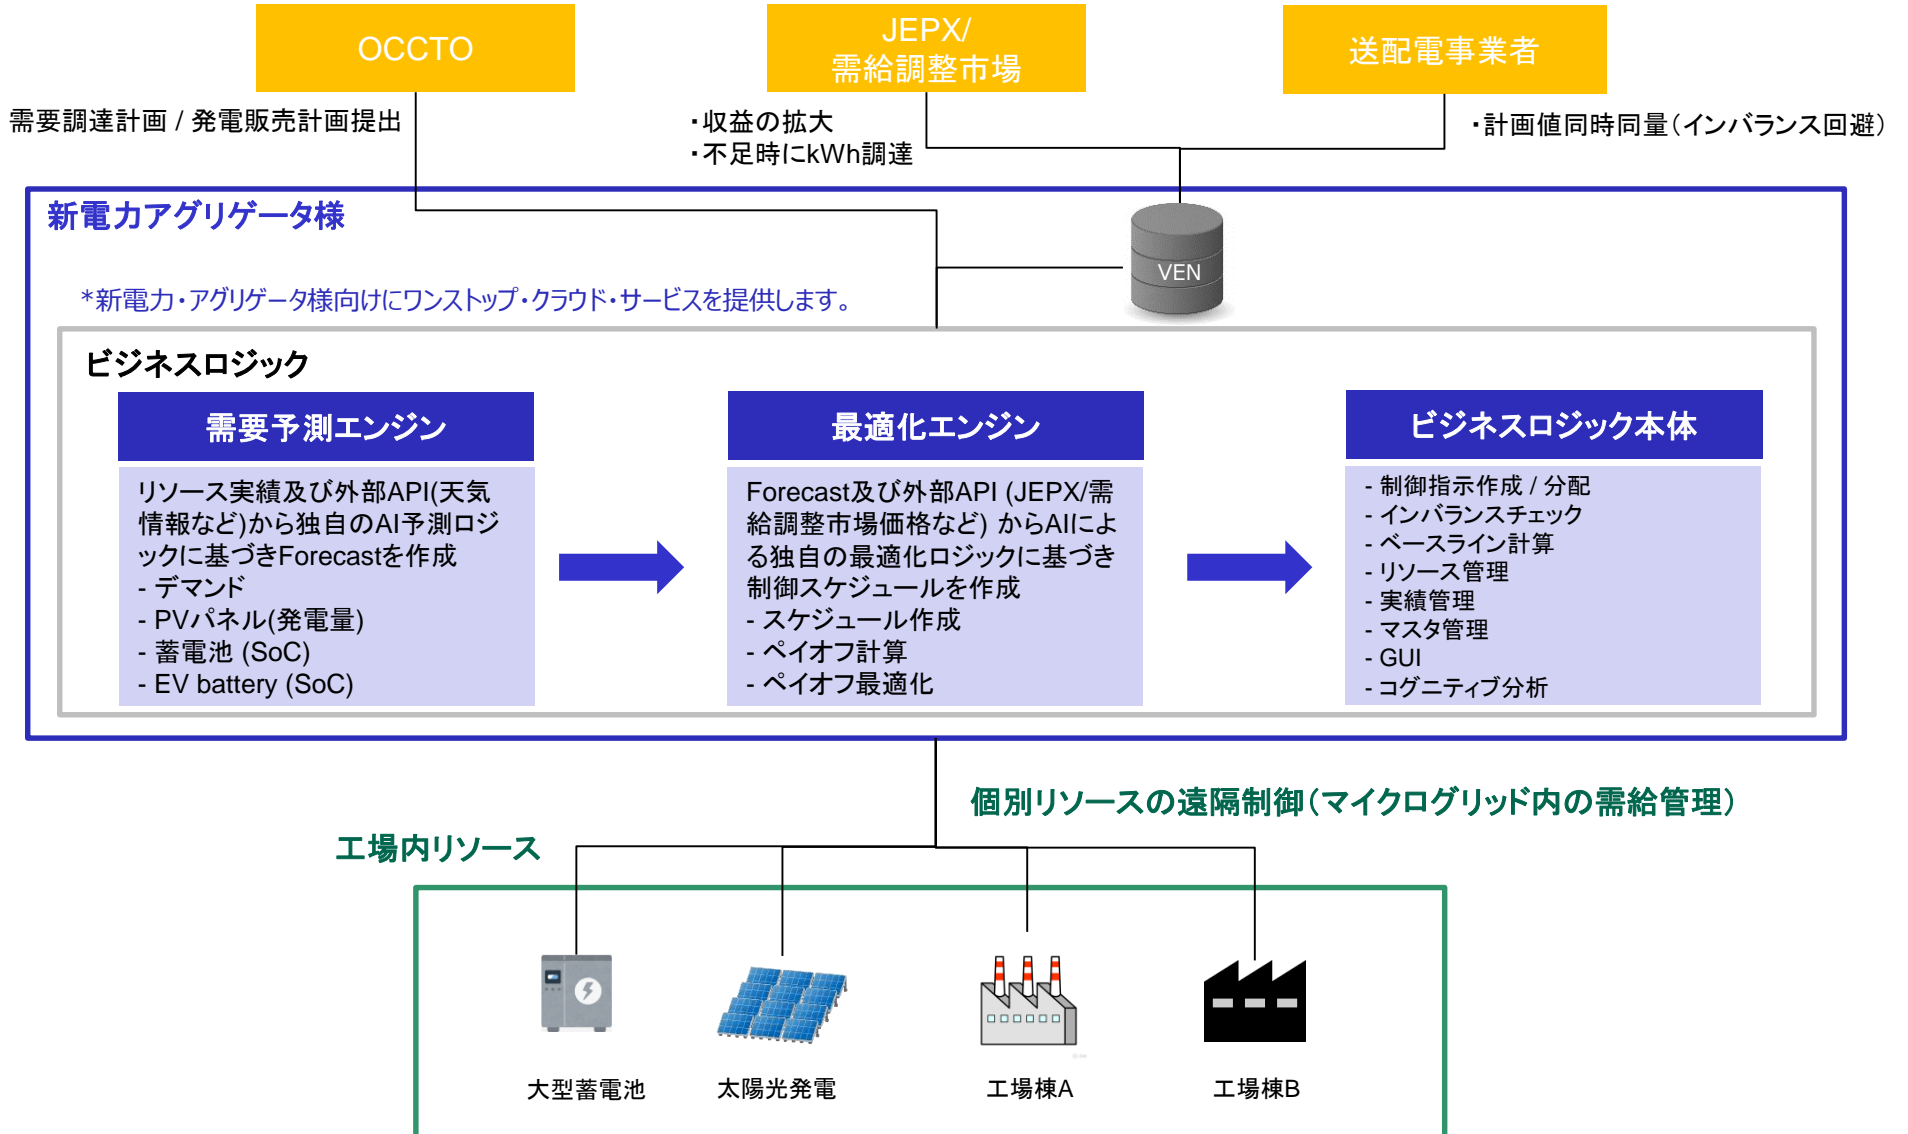 OCCTO
JEPX/
需給調整市場
送配電事業者
需要調達計画 / 発電販売計画提出
・収益の拡大
・不足時にkWh調達
・計画値同時同量（インバランス回避）
新電力アグリゲータ様
VEN
*新電力・アグリゲータ様向けにワンストップ・クラウド・サービスを提供します。
ビジネスロジック
需要予測エンジン
リソース実績及び外部API(天気
情報など)から独自のAI予測ロジ
ックに基づきForecastを作成
- デマンド
- PVパネル(発電量)
- 蓄電池 (SoC)
- EV battery (SoC)
最適化エンジン
Forecast及び外部API (JEPX/需
給調整市場価格など) からAIによ
る独自の最適化ロジックに基づき
制御スケジュールを作成
- スケジュール作成
- ペイオフ計算
- ペイオフ最適化
ビジネスロジック本体
- 制御指示作成 / 分配
- インバランスチェック
- ベースライン計算
- リソース管理
- 実績管理
- マスタ管理
- GUI
- コグニティブ分析
個別リソースの遠隔制御（マイクログリッド内の需給管理）
工場内リソース
大型蓄電池
太陽光発電
工場棟A
工場棟B